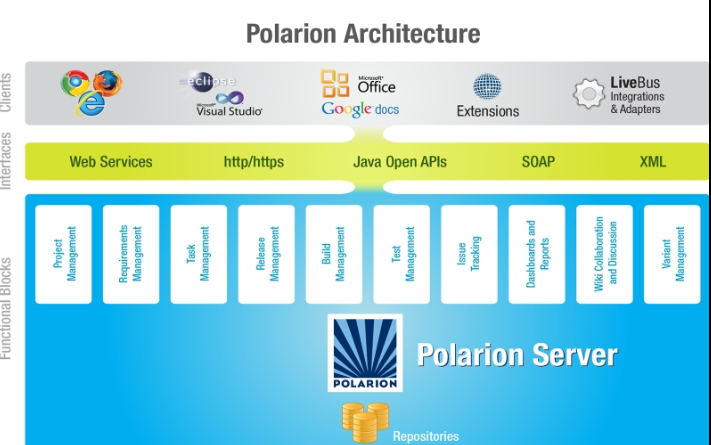 Polarion Architecture
Clients
eclipse
Microsoft®
Visual Studio®
Microsoft®
Office
Google docs
Extensions
LiveBus
Integrations
& Adapters
Interfaces
Web Services
http/https
Java Open APIs
SOAP
XML
Functional Blocks
Project
Management
Requirements
Management
Task
Management
Release
Management
Build
Management
Test
Management
Issue
Tracking
Dashboards and
Reports
Wiki Collaboration
and Discussion
Variant
Management
POLARION
Polarion Server
Repositories